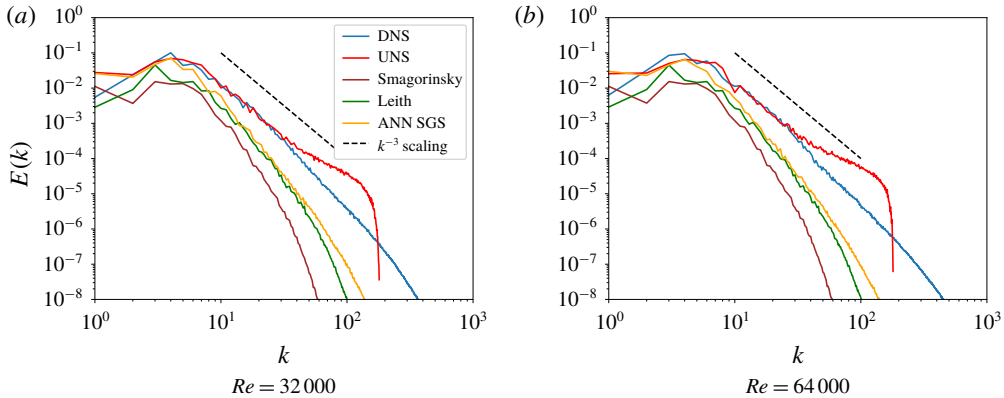 (a)
10^0
10^-1
10^-2
10^-3
10^-4
10^-5
10^-6
10^-7
10^-8
E(k)
10^0
10^1
10^2
10^3
k
Re = 32 000
DNS
UNS
Smagorinsky
Leith
ANN SGS
k^-3 scaling
(b)
10^0
10^-1
10^-2
10^-3
10^-4
10^-5
10^-6
10^-7
10^-8
10^0
10^1
10^2
10^3
k
Re = 64 000